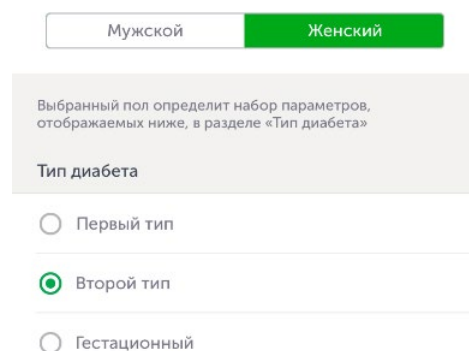 Мужской Женский
Выбранный пол определит набор параметров,
отображаемых ниже, в разделе «Тип диабета»
Тип диабета
Первый тип
Второй тип
Гестационный